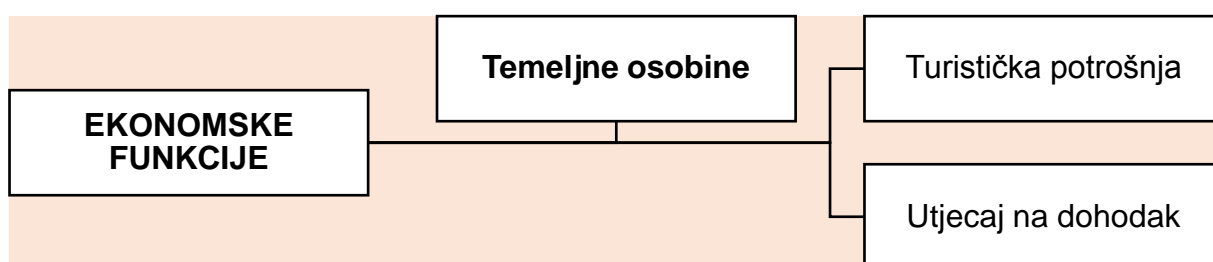 EKONOMSKE
FUNKCIJE
Temeljne osobine
Turistička potrošnja
Utjecaj na dohodak